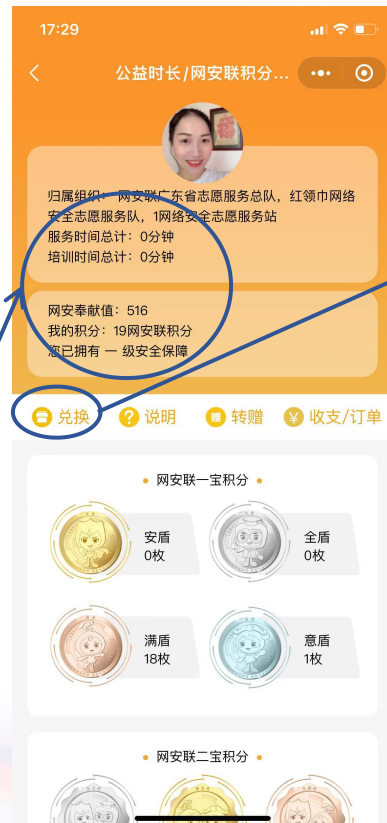 17:29
公益时长/网安联积分...
归属组织: 网安联广东省志愿服务总队, 红领巾网络
安全志愿服务队, 1网络安全志愿服务站
服务时间总计: 0分钟
培训时间总计: 0分钟
网安奉献值: 516
我的积分: 19网安联积分
您已拥有 一 级安全保障
兑换
说明
转赠
收支/订单
网安联一宝积分
安盾
0枚
全盾
0枚
满盾
18枚
意盾
1枚
网安联二宝积分